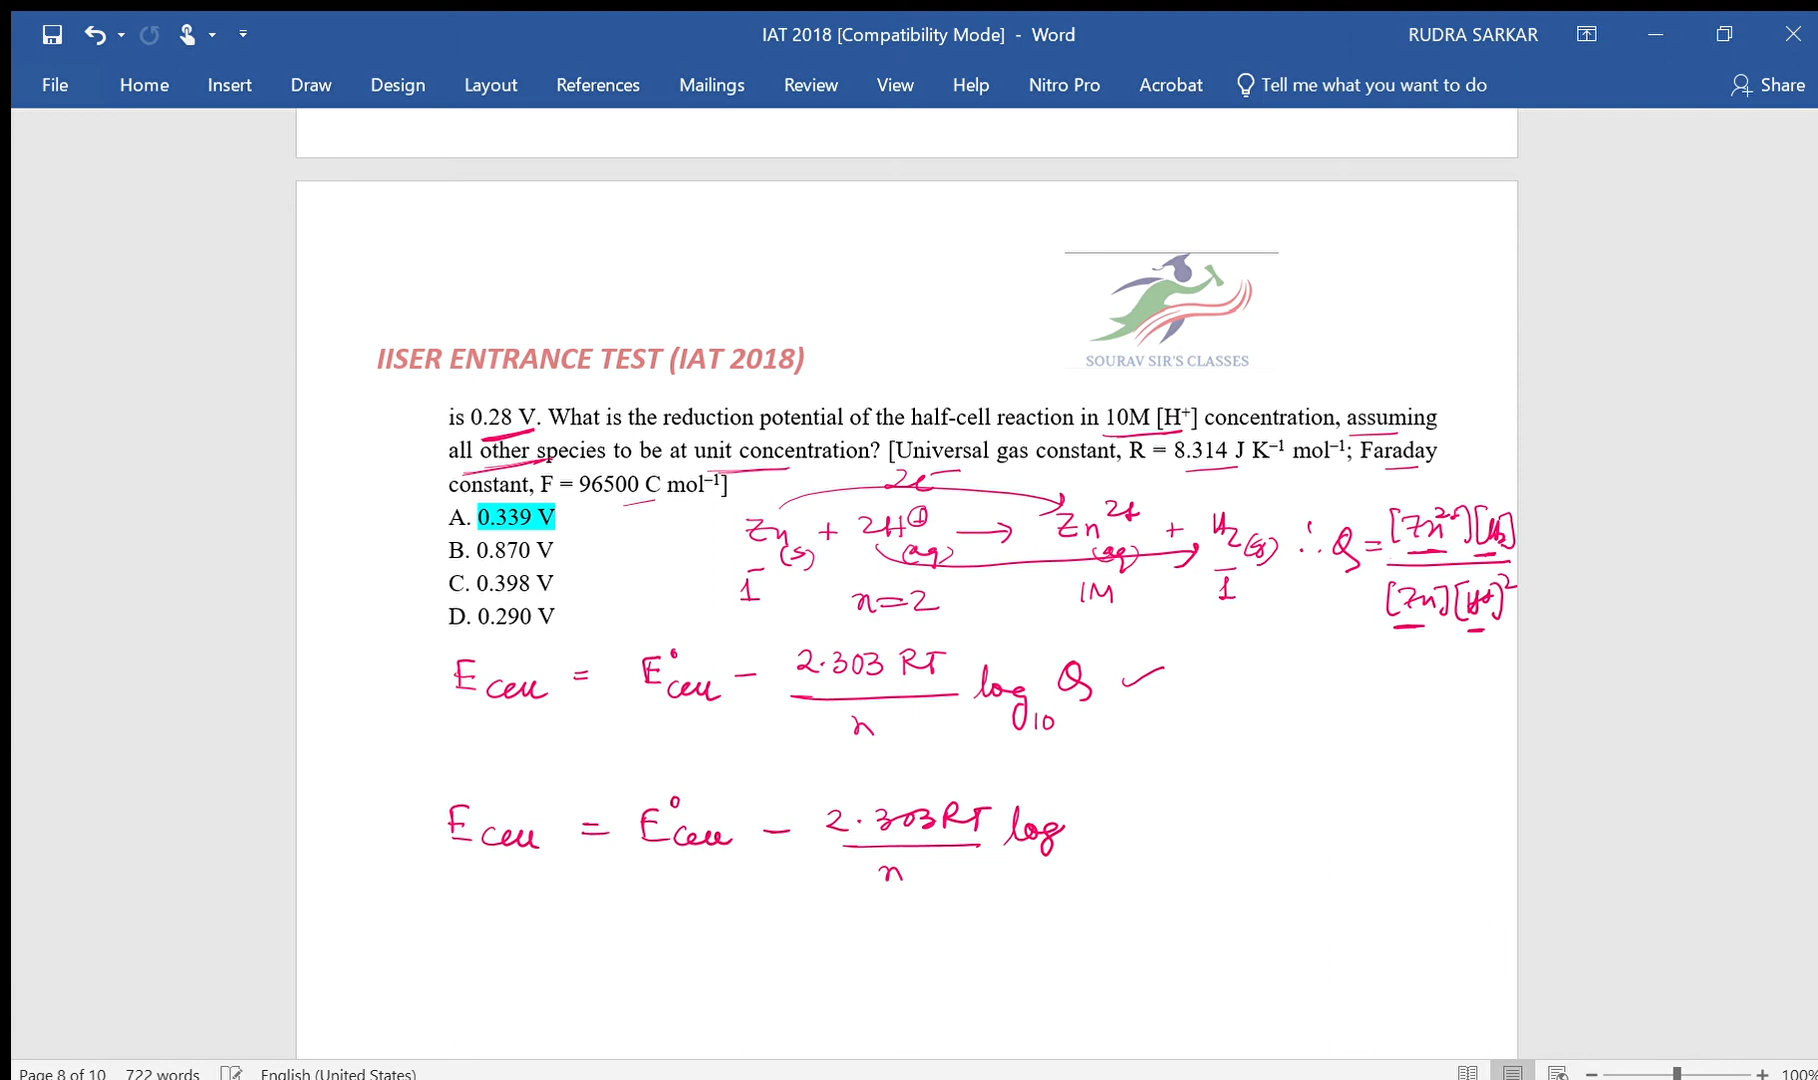 IAT 2018 [Compatibility Mode] - Word
RUDRA SARKAR
File Home Insert Draw Design Layout References Mailings Review View Help Nitro Pro Acrobat Tell me what you want to do Share
SOURAV SIR'S CLASSES
IISER ENTRANCE TEST (IAT 2018)
is 0.28 V. What is the reduction potential of the half-cell reaction in 10M [H⁺] concentration, assuming
all other species to be at unit concentration? [Universal gas constant, R = 8.314 J K⁻¹ mol⁻¹; Faraday
constant, F = 96500 C mol⁻¹]
2e⁻
A. 0.339 V
B. 0.870 V
C. 0.398 V
D. 0.290 V
Zn(s) + 2H⁺(aq) → Zn²⁺(aq) + H₂(g) ∴ Q = [Zn²⁺][H₂] / [Zn][H⁺]²
1 n=2 1M 1
Ecell = E°cell - 2.303 RT / n log₁₀ Q ✓
Ecell = E°cell - 2.303RT / n log
Page 8 of 10 722 words English (United States) 100%